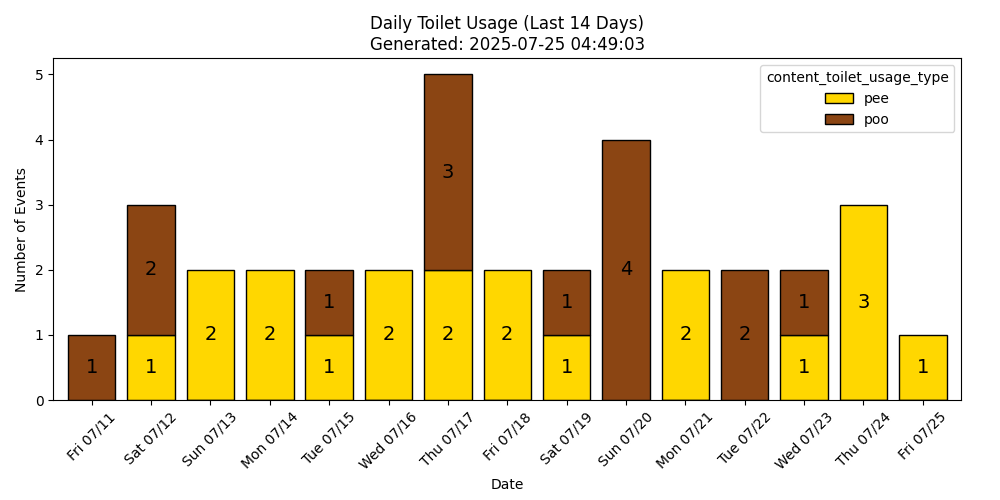 Daily Toilet Usage (Last 14 Days)
Generated: 2025-07-25 04:49:03
content_toilet_usage_type
pee
poo
Number of Events
5
4
3
2
1
0
1
1
2
2
2
1
1
2
2
3
2
1
1
4
2
2
1
1
3
1
Fri 07/11
Sat 07/12
Sun 07/13
Mon 07/14
Tue 07/15
Wed 07/16
Thu 07/17
Fri 07/18
Sat 07/19
Sun 07/20
Mon 07/21
Tue 07/22
Wed 07/23
Thu 07/24
Fri 07/25
Date